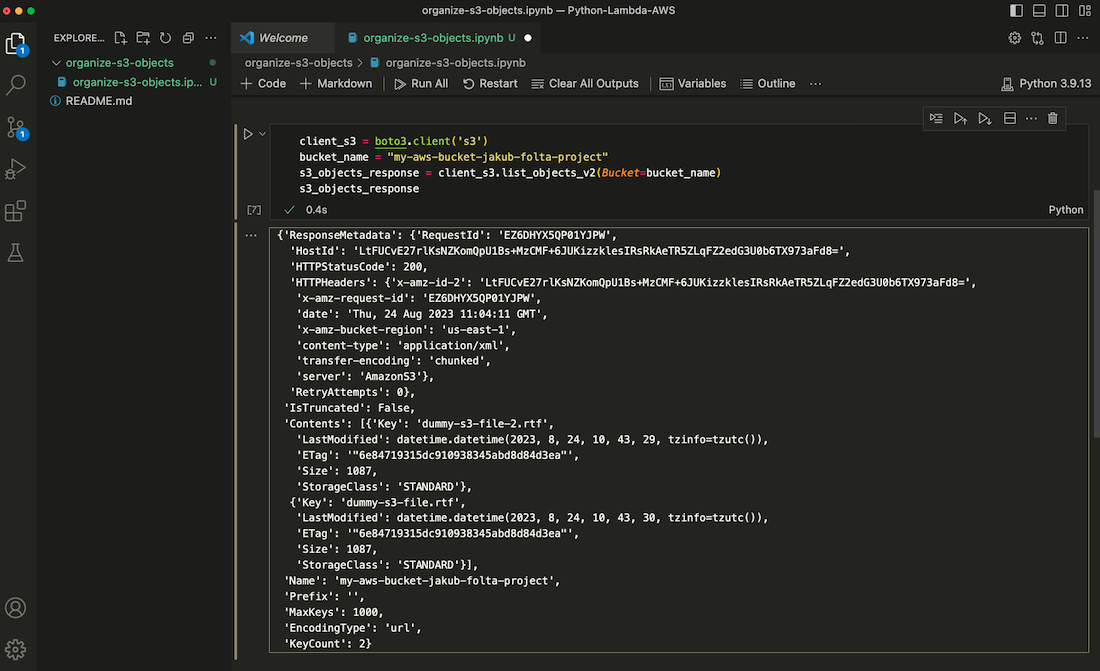 organize-s3-objects.ipynb — Python-Lambda-AWS
EXPLORE...
Welcome
organize-s3-objects.ipynb U
organize-s3-objects
organize-s3-objects.ip... U
README.md
1
1
organize-s3-objects > organize-s3-objects.ipynb
+ Code + Markdown Run All Restart Clear All Outputs Variables Outline ...
Python 3.9.13
client_s3 = boto3.client('s3')
bucket_name = "my-aws-bucket-jakub-folta-project"
s3_objects_response = client_s3.list_objects_v2(Bucket=bucket_name)
s3_objects_response
[7] ✓ 0.4s Python
{'ResponseMetadata': {'RequestId': 'EZ6DHYX5QP01YJPW',
'HostId': 'LtFUCvE27rlKsNZKomQpU1Bs+MzCMF+6JUKizzklesIRsRkAeTR5ZLqFZ2edG3U0b6TX973aFd8=',
'HTTPStatusCode': 200,
'HTTPHeaders': {'x-amz-id-2': 'LtFUCvE27rlKsNZKomQpU1Bs+MzCMF+6JUKizzklesIRsRkAeTR5ZLqFZ2edG3U0b6TX973aFd8=',
'x-amz-request-id': 'EZ6DHYX5QP01YJPW',
'date': 'Thu, 24 Aug 2023 11:04:11 GMT',
'x-amz-bucket-region': 'us-east-1',
'content-type': 'application/xml',
'transfer-encoding': 'chunked',
'server': 'AmazonS3'},
'RetryAttempts': 0},
'IsTruncated': False,
'Contents': [{'Key': 'dummy-s3-file-2.rtf',
'LastModified': datetime.datetime(2023, 8, 24, 10, 43, 29, tzinfo=tzutc()),
'ETag': '"6e84719315dc910938345abd8d84d3ea"',
'Size': 1087,
'StorageClass': 'STANDARD'},
{'Key': 'dummy-s3-file.rtf',
'LastModified': datetime.datetime(2023, 8, 24, 10, 43, 30, tzinfo=tzutc()),
'ETag': '"6e84719315dc910938345abd8d84d3ea"',
'Size': 1087,
'StorageClass': 'STANDARD'}],
'Name': 'my-aws-bucket-jakub-folta-project',
'Prefix': '',
'MaxKeys': 1000,
'EncodingType': 'url',
'KeyCount': 2}